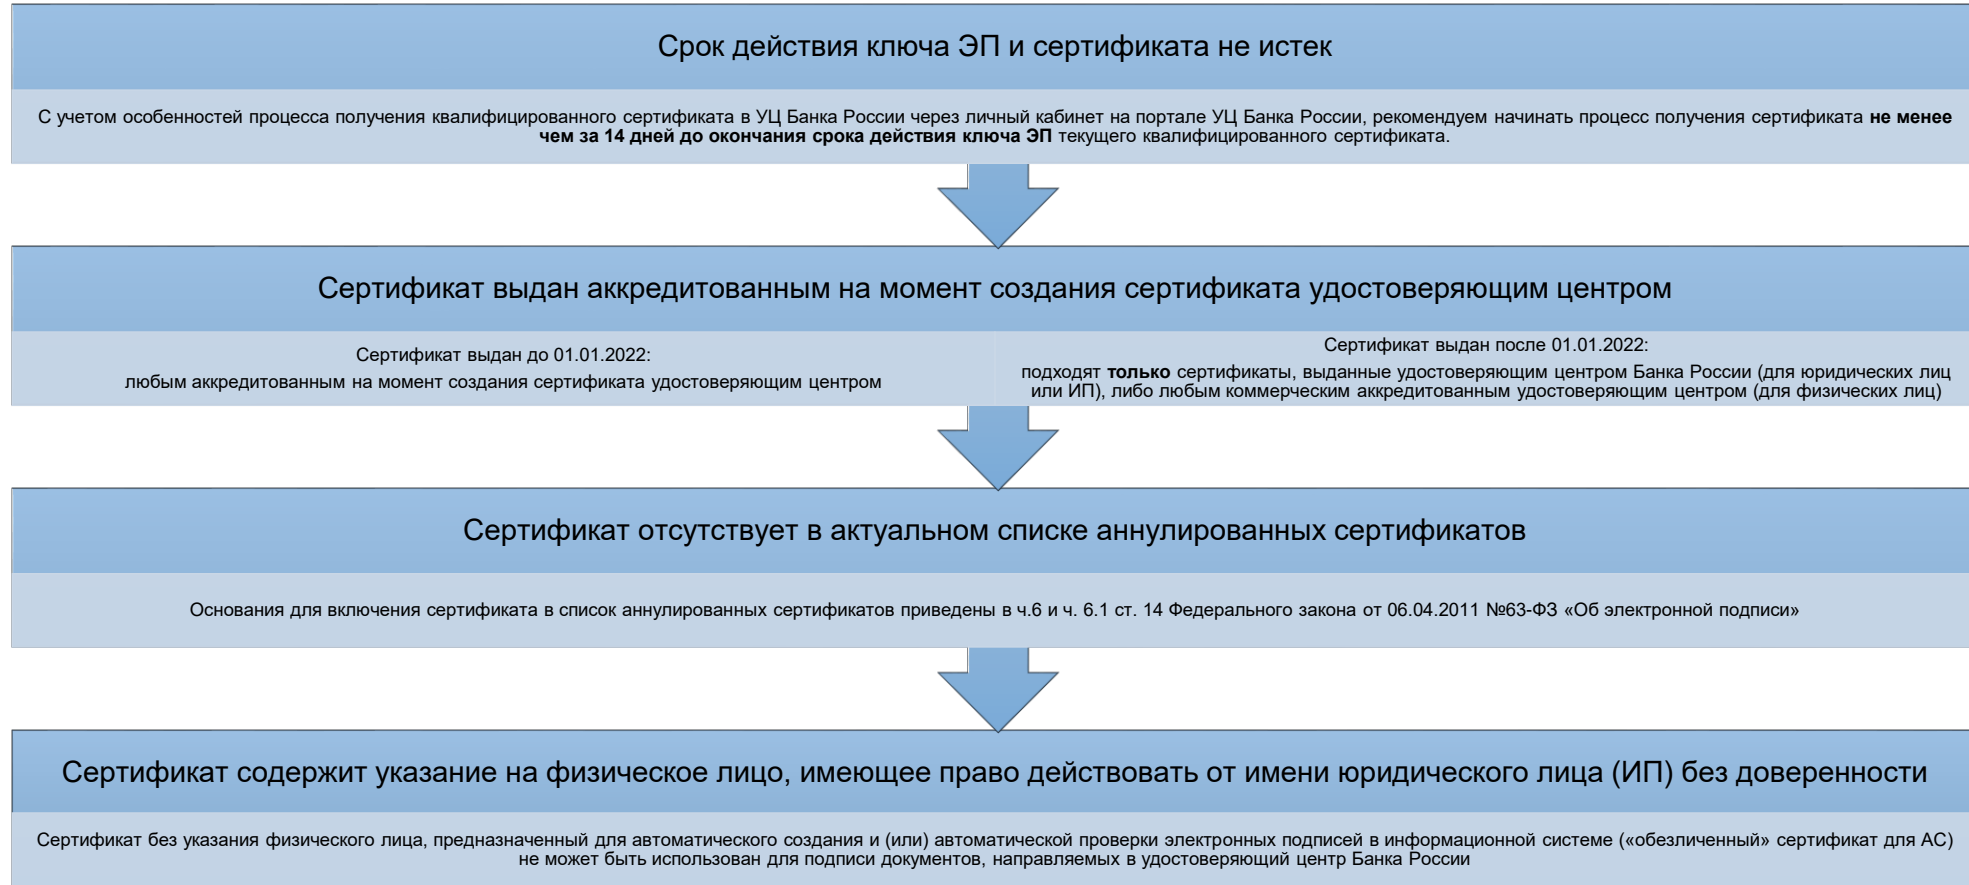 Срок действия ключа ЭП и сертификата не истек
С учетом особенностей процесса получения квалифицированного сертификата в УЦ Банка России через личный кабинет на портале УЦ Банка России, рекомендуем начинать процесс получения сертификата не менее
чем за 14 дней до окончания срока действия ключа ЭП текущего квалифицированного сертификата.
Сертификат выдан аккредитованным на момент создания сертификата удостоверяющим центром
Сертификат выдан до 01.01.2022:
любым аккредитованным на момент создания сертификата удостоверяющим центром
Сертификат выдан после 01.01.2022:
подходят только сертификаты, выданные удостоверяющим центром Банка России (для юридических лиц
или ИП), либо любым коммерческим аккредитованным удостоверяющим центром (для физических лиц)
Сертификат отсутствует в актуальном списке аннулированных сертификатов
Основания для включения сертификата в список аннулированных сертификатов приведены в ч.6 и ч. 6.1 ст. 14 Федерального закона от 06.04.2011 №63-ФЗ «Об электронной подписи»
Сертификат содержит указание на физическое лицо, имеющее право действовать от имени юридического лица (ИП) без доверенности
Сертификат без указания физического лица, предназначенный для автоматического создания и (или) автоматической проверки электронных подписей в информационной системе («обезличенный» сертификат для АС)
не может быть использован для подписи документов, направляемых в удостоверяющий центр Банка России